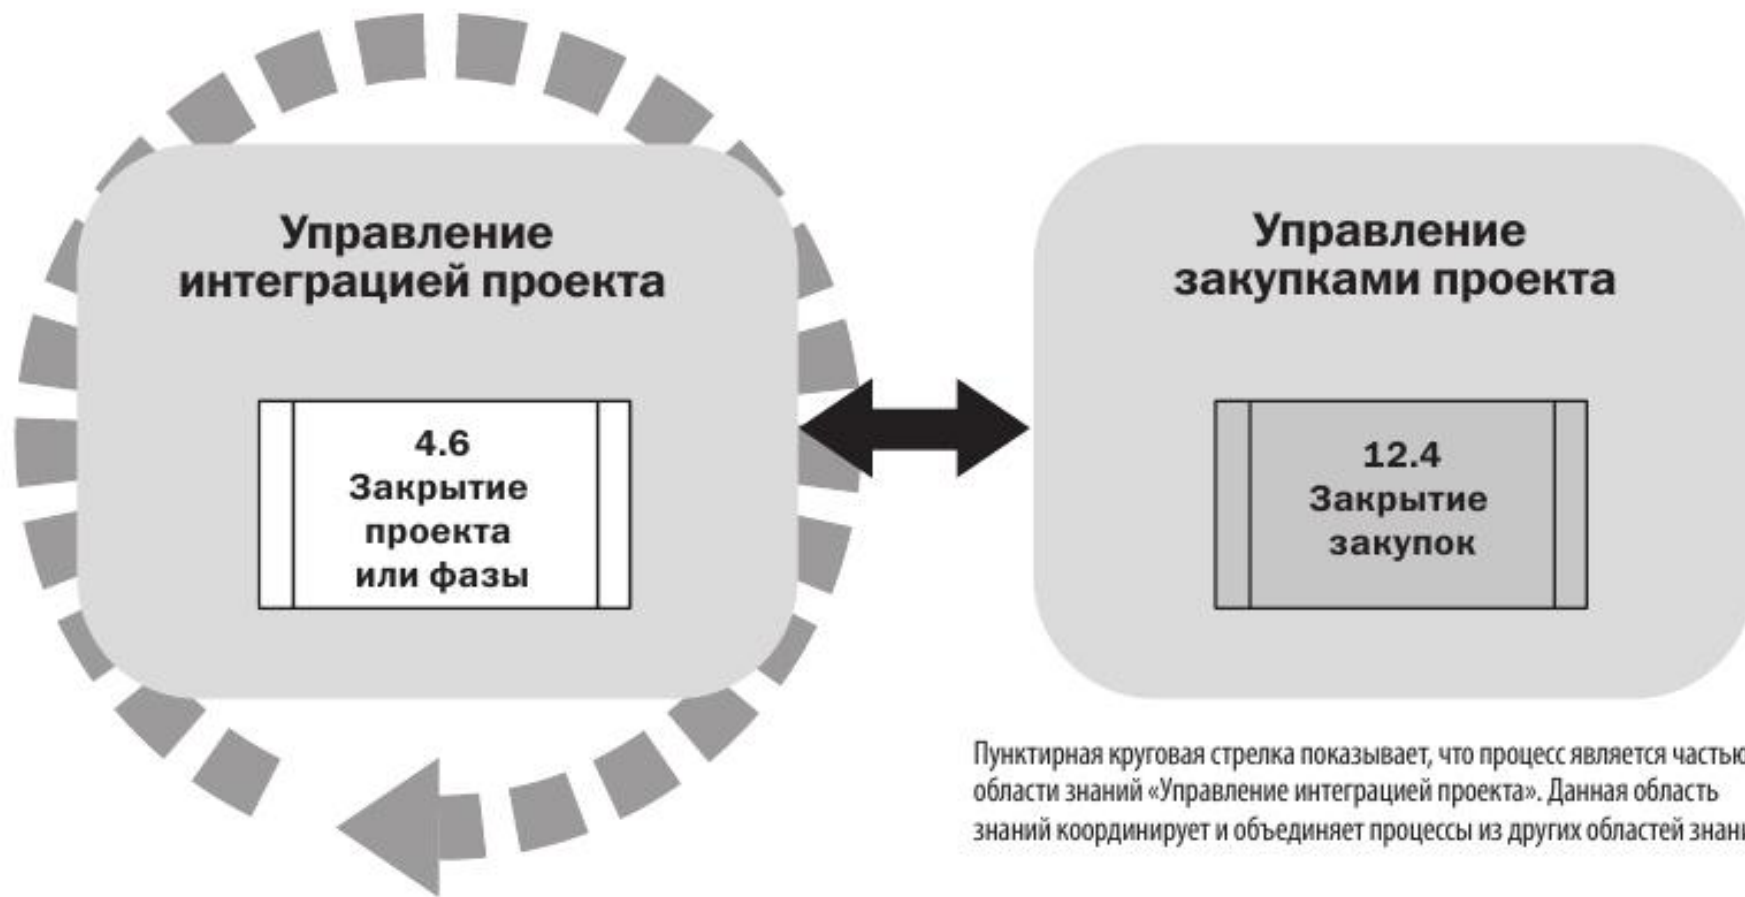 Управление
интеграцией проекта
4.6
Закрытие
проекта
или фазы
Управление
закупками проекта
12.4
Закрытие
закупок
Пунктирная круговая стрелка показывает, что процесс является частью
области знаний «Управление интеграцией проекта». Данная область
знаний координирует и объединяет процессы из других областей